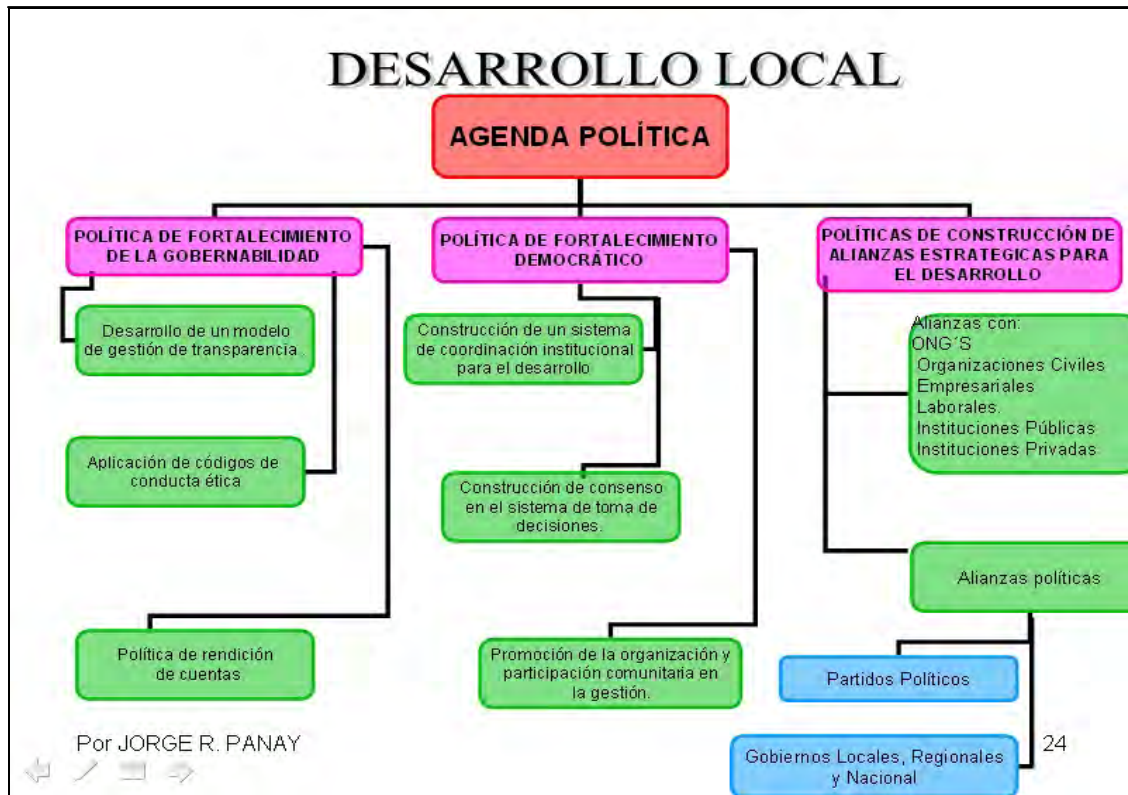 DESARROLLO LOCAL
AGENDA POLÍTICA
POLÍTICA DE FORTALECIMIENTO
DE LA GOBERNABILIDAD
Desarrollo de un modelo
de gestión de transparencia
Aplicación de códigos de
conducta ética
Política de rendición
de cuentas
POLÍTICA DE FORTALECIMIENTO
DEMOCRÁTICO
Construcción de un sistema
de coordinación institucional
para el desarrollo
Construcción de consenso
en el sistema de toma de
decisiones.
Promoción de la organización y
participación comunitaria en
la gestión.
POLÍTICAS DE CONSTRUCCIÓN DE
ALIANZAS ESTRATEGICAS PARA
EL DESARROLLO
Alianzas con:
ONG´S
Organizaciones Civiles
Empresariales
Laborales.
Instituciones Públicas
Instituciones Privadas
Alianzas políticas
Partidos Políticos
Gobiernos Locales, Regionales
y Nacional
Por JORGE R. PANAY
24